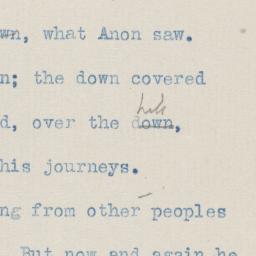 wn, what Anon saw.
n; the down covered
d, over the down, hills
his journeys.
ng from other peoples
But now and again he